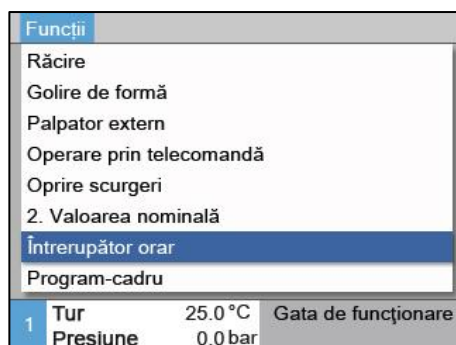 Funcții
Răcire
Golire de formă
Palpator extern
Operare prin telecomandă
Oprire scurgeri
2. Valoarea nominală
Întrerupător orar
Program-cadru
1 Tur 25.0 °C Gata de funcţionare
Presiune 0.0 bar